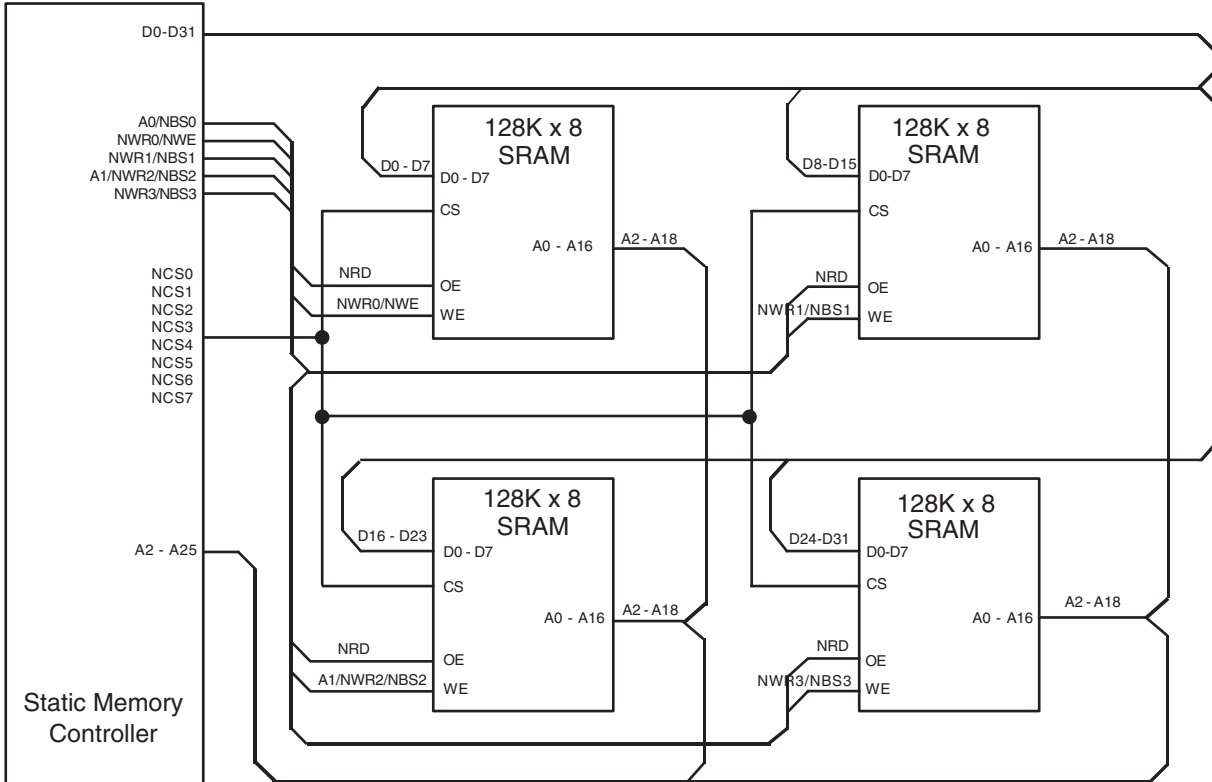 D0-D31
A0/NBS0
NWR0/NWE
NWR1/NBS1
A1/NWR2/NBS2
NWR3/NBS3
NCS0
NCS1
NCS2
NCS3
NCS4
NCS5
NCS6
NCS7
A2 - A25
Static Memory
Controller
128K x 8
SRAM
D0 - D7
D0 - D7
CS
A0 - A16
A2 - A18
NRD
OE
NWR0/NWE
WE
128K x 8
SRAM
D8-D15
D0-D7
CS
A0 - A16
A2 - A18
NRD
OE
NWR1/NBS1
WE
128K x 8
SRAM
D16 - D23
D0 - D7
CS
A0 - A16
A2 - A18
NRD
OE
A1/NWR2/NBS2
WE
128K x 8
SRAM
D24-D31
D0-D7
CS
A0 - A16
A2 - A18
NRD
OE
NWR3/NBS3
WE